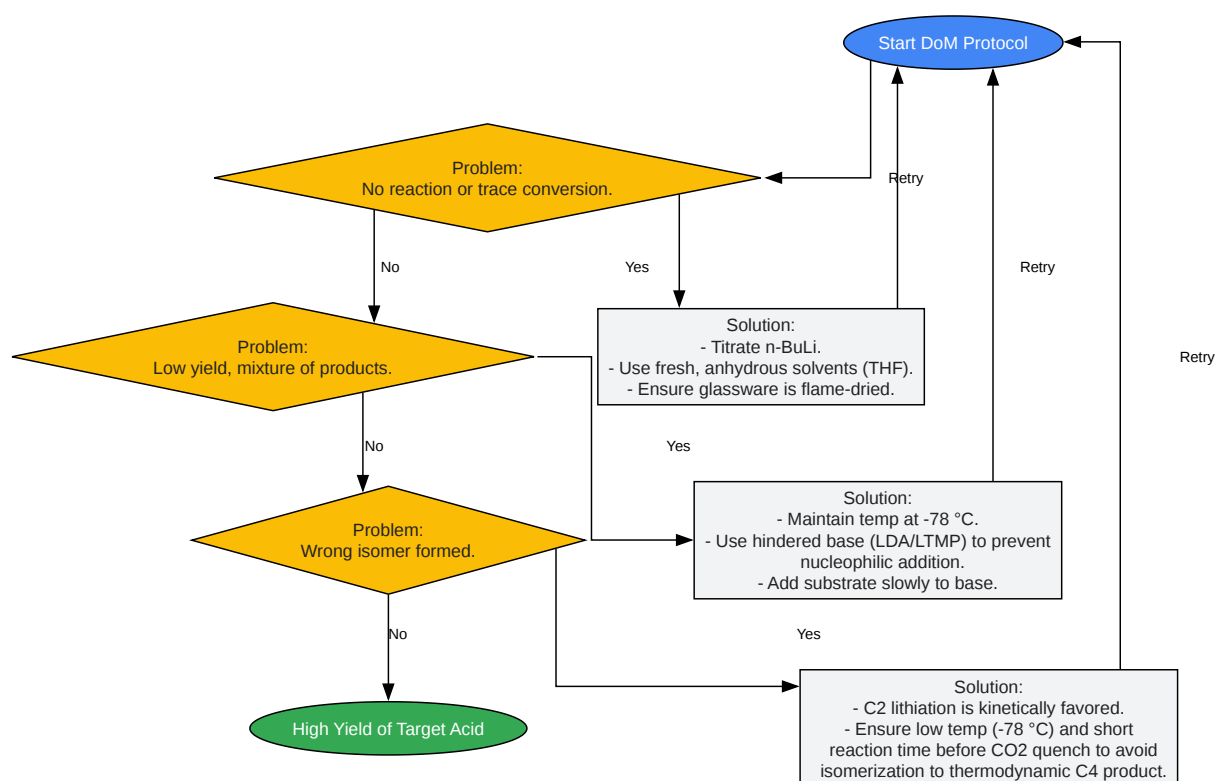 Start DoM Protocol
Problem:
No reaction or trace conversion.
Retry
No
Yes
Retry
Solution:
- Titrate n-BuLi.
- Use fresh, anhydrous solvents (THF).
- Ensure glassware is flame-dried.
Problem:
Low yield, mixture of products.
Retry
No
Yes
Solution:
- Maintain temp at -78 °C.
- Use hindered base (LDA/LTMP) to prevent
nucleophilic addition.
- Add substrate slowly to base.
Problem:
Wrong isomer formed.
No
Yes
Solution:
- C2 lithiation is kinetically favored.
- Ensure low temp (-78 °C) and short
reaction time before CO2 quench to avoid
isomerization to thermodynamic C4 product.
High Yield of Target Acid